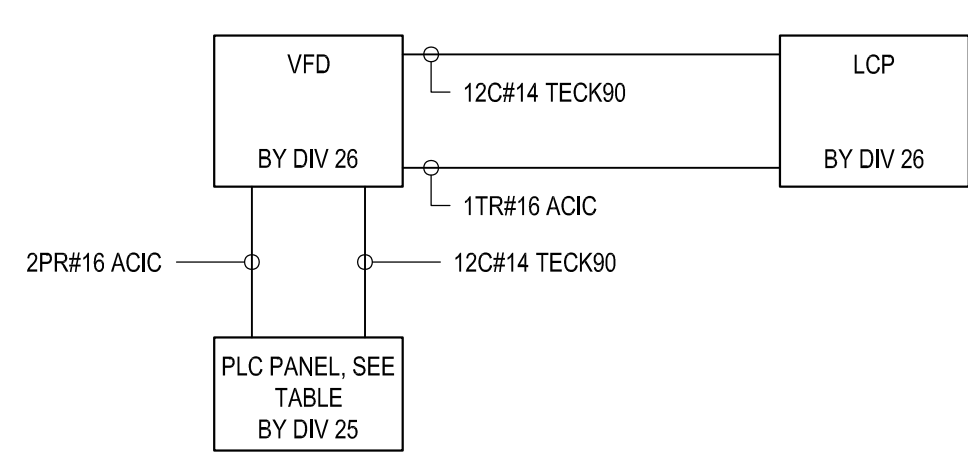 VFD
BY DIV 26
12C#14 TECK90
LCP
BY DIV 26
1TR#16 ACIC
2PR#16 ACIC
12C#14 TECK90
PLC PANEL, SEE
TABLE
BY DIV 25